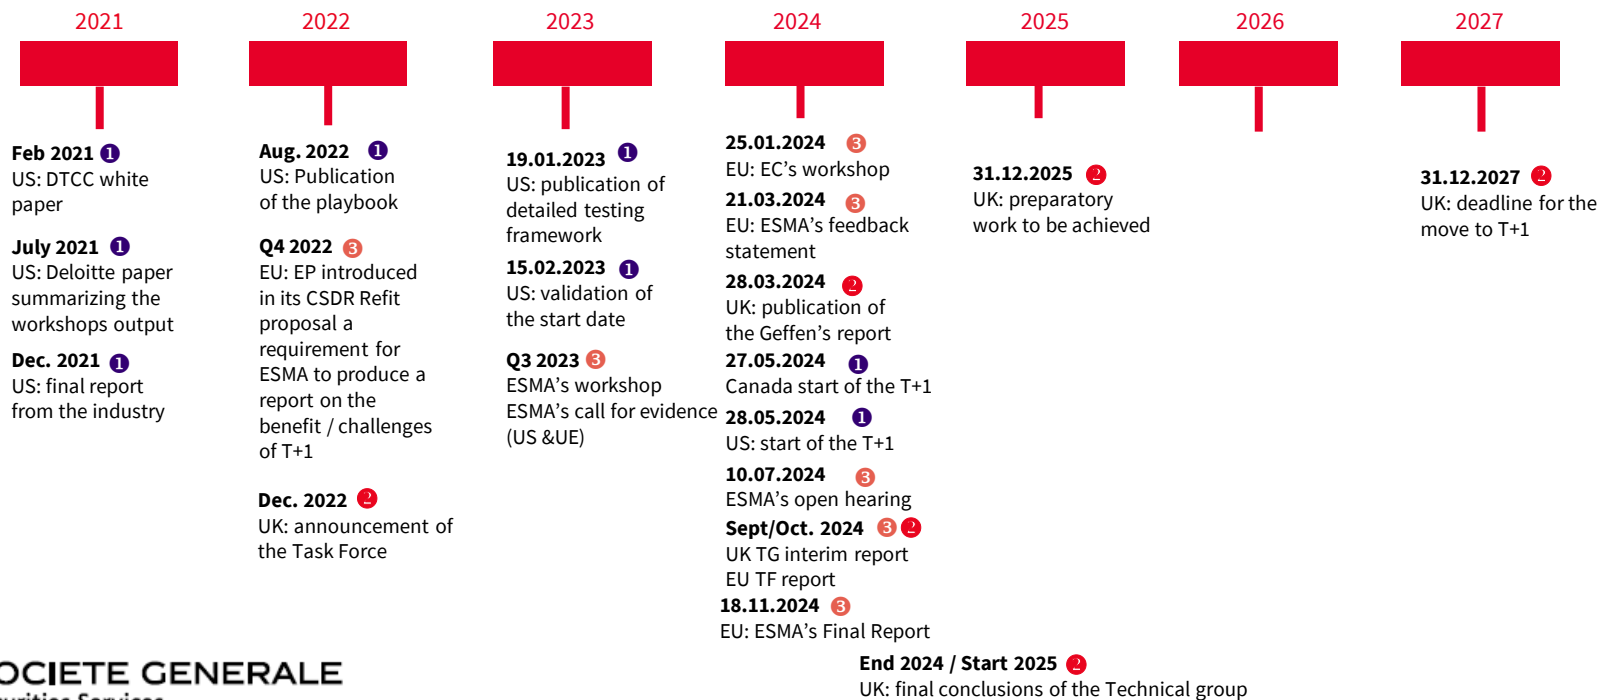 2021
2022
2023
2024
2025
2026
2027
Feb 2021 1
US: DTCC white
paper
July 2021 1
US: Deloitte paper
summarizing the
workshops output
Dec. 2021 1
US: final report
from the industry
Aug. 2022 1
US: Publication
of the playbook
Q4 2022 3
EU: EP introduced
in its CSDR Refit
proposal a
requirement for
ESMA to produce a
report on the
benefit / challenges
of T+1
Dec. 2022 2
UK: announcement of
the Task Force
19.01.2023 1
US: publication of
detailed testing
framework
15.02.2023 1
US: validation of
the start date
Q3 2023 3
ESMA's workshop
ESMA's call for evidence
(US &UE)
25.01.2024 3
EU: EC's workshop
21.03.2024 3
EU: ESMA's feedback
statement
28.03.2024 2
UK: publication of
the Geffen's report
27.05.2024 1
Canada start of the T+1
28.05.2024 1
US: start of the T+1
10.07.2024 3
ESMA's open hearing
Sept/Oct. 2024 3 2
UK TG interim report
EU TF report
18.11.2024 3
EU: ESMA's Final Report
End 2024 / Start 2025 2
UK: final conclusions of the Technical group
31.12.2025 2
UK: preparatory
work to be achieved
31.12.2027 2
UK: deadline for the
move to T+1
OCIETE GENERALE